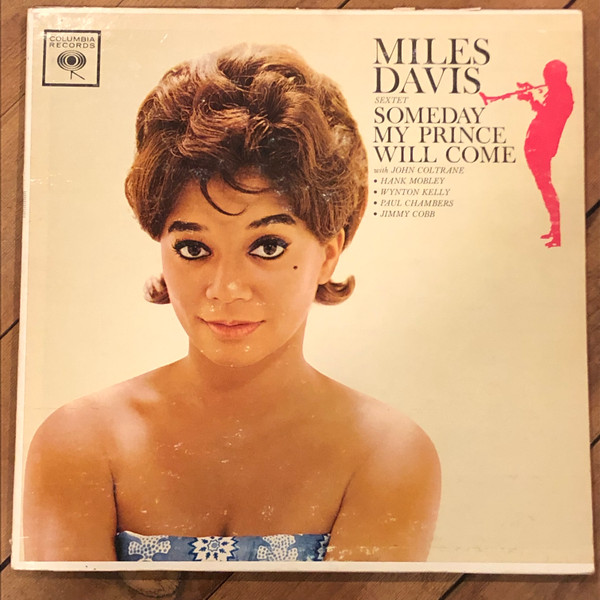 COLUMBIA
RECORDS
MILES
DAVIS
SEXTET
SOMEDAY
MY PRINCE
WILL COME
with JOHN COLTRANE
• HANK MOBLEY
• WYNTON KELLY
• PAUL CHAMBERS
• JIMMY COBB